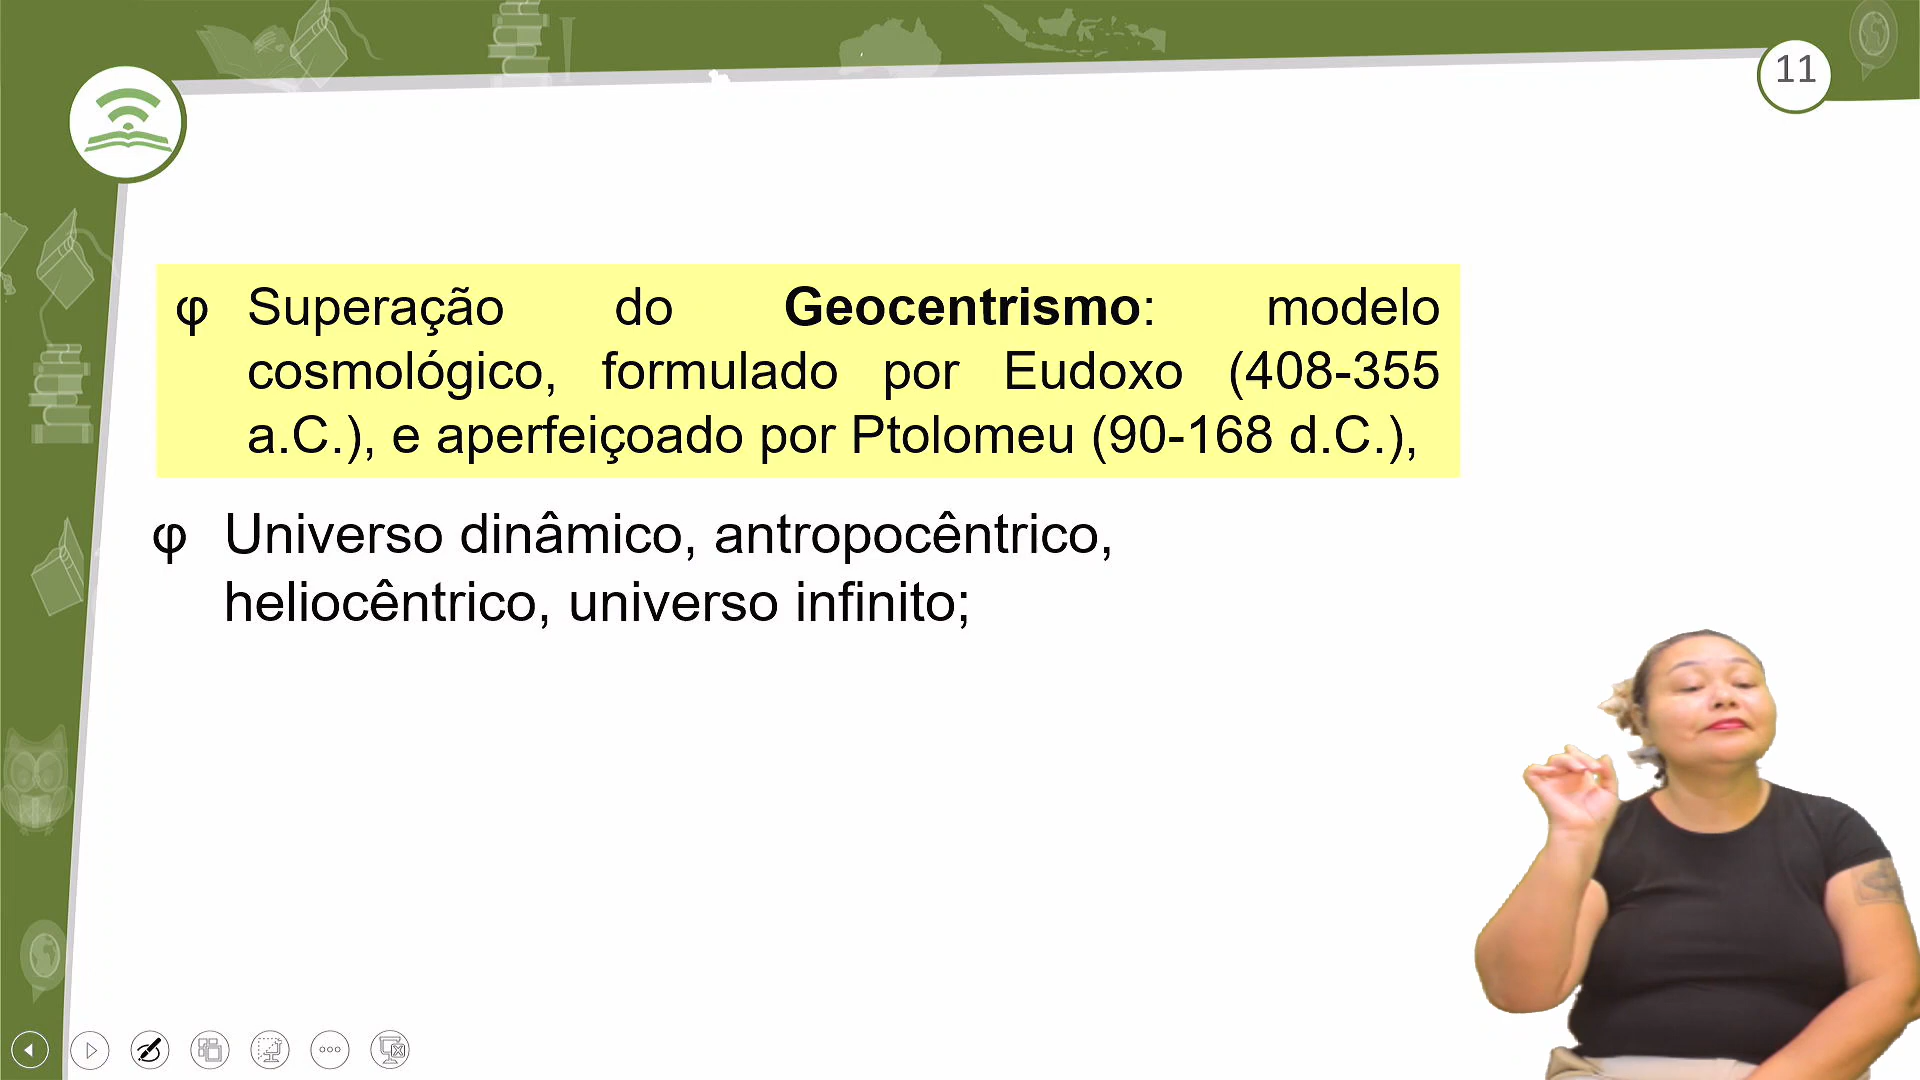 11
φ Superação do Geocentrismo: modelo
cosmológico, formulado por Eudoxo (408-355
a.C.), e aperfeiçoado por Ptolomeu (90-168 d.C.),
φ Universo dinâmico, antropocêntrico,
heliocêntrico, universo infinito;